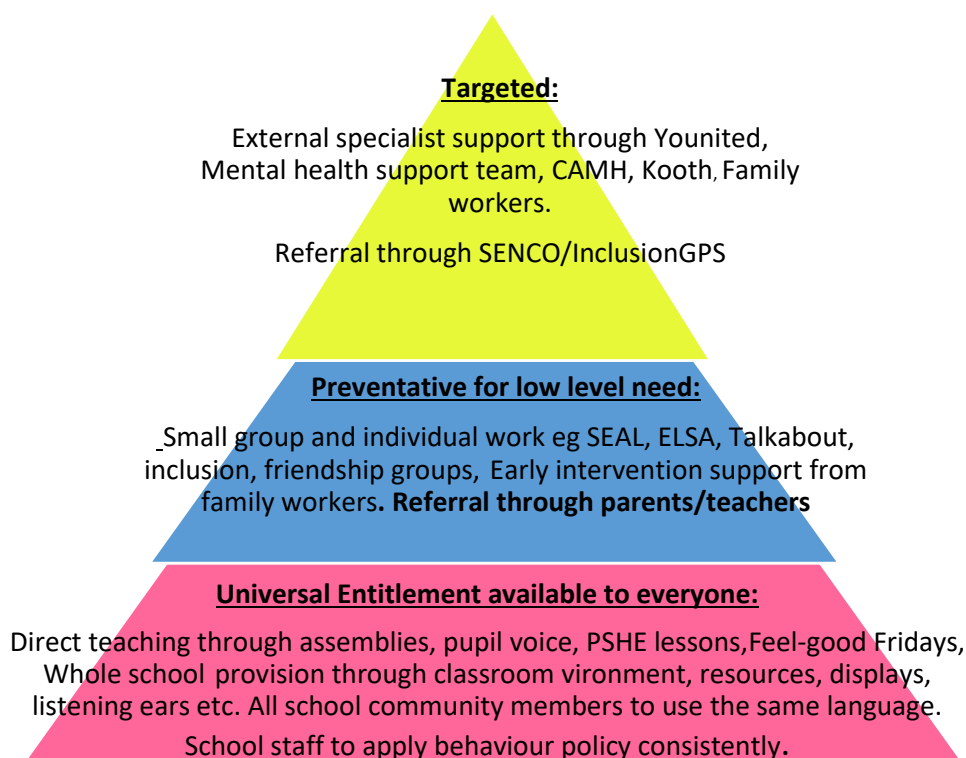 Targeted:
External specialist support through Younited,
Mental health support team, CAMH, Kooth, Family
workers.
Referral through SENCO/InclusionGPS
Preventative for low level need:
Small group and individual work eg SEAL, ELSA, Talkabout,
inclusion, friendship groups, Early intervention support from
family workers. Referral through parents/teachers
Universal Entitlement available to everyone:
Direct teaching through assemblies, pupil voice, PSHE lessons,Feel-good Fridays,
Whole school provision through classroom vironment, resources, displays,
listening ears etc. All school community members to use the same language.
School staff to apply behaviour policy consistently.